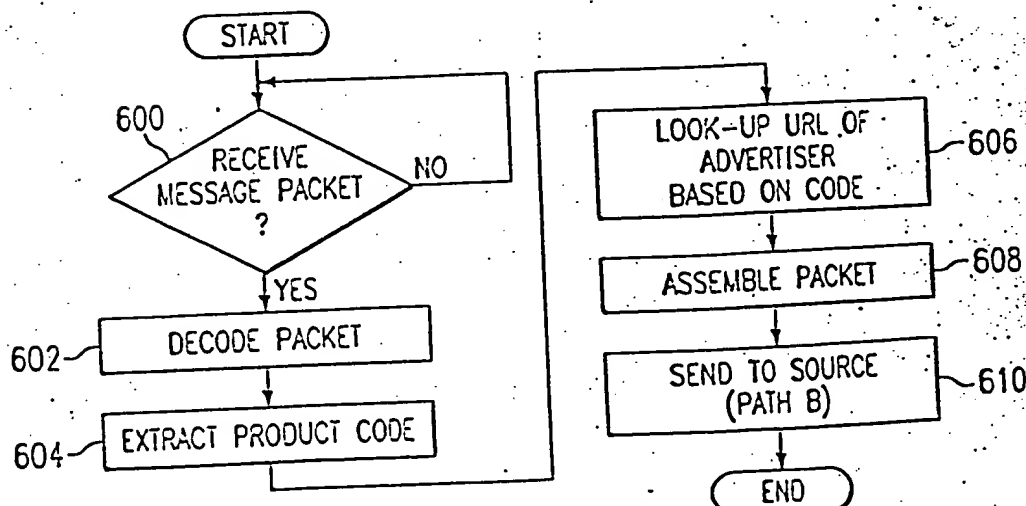 START
600
RECEIVE
MESSAGE PACKET
?
NO
YES
602
DECODE PACKET
604
EXTRACT PRODUCT CODE
LOOK-UP URL OF
ADVERTISER
BASED ON CODE
606
ASSEMBLE PACKET
608
SEND TO SOURCE
(PATH B)
610
END